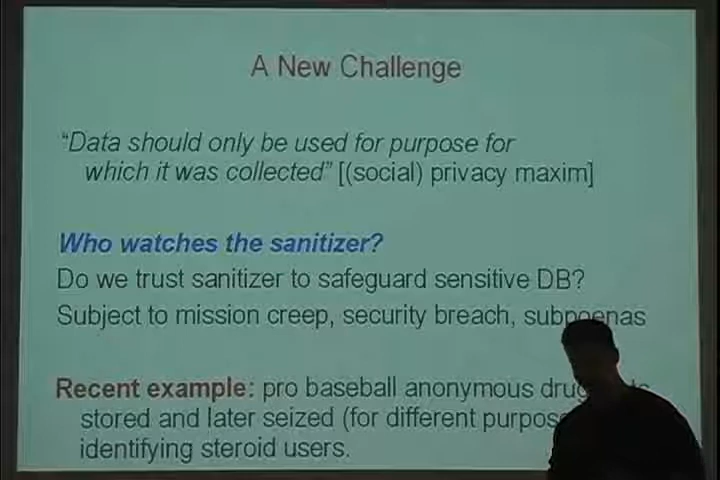 A New Challenge
"Data should only be used for purpose for
which it was collected" [(social) privacy maxim]
Who watches the sanitizer?
Do we trust sanitizer to safeguard sensitive DB?
Subject to mission creep, security breach, subpoenas
Recent example: pro baseball anonymous drug
stored and later seized (for different
identifying steroid users.